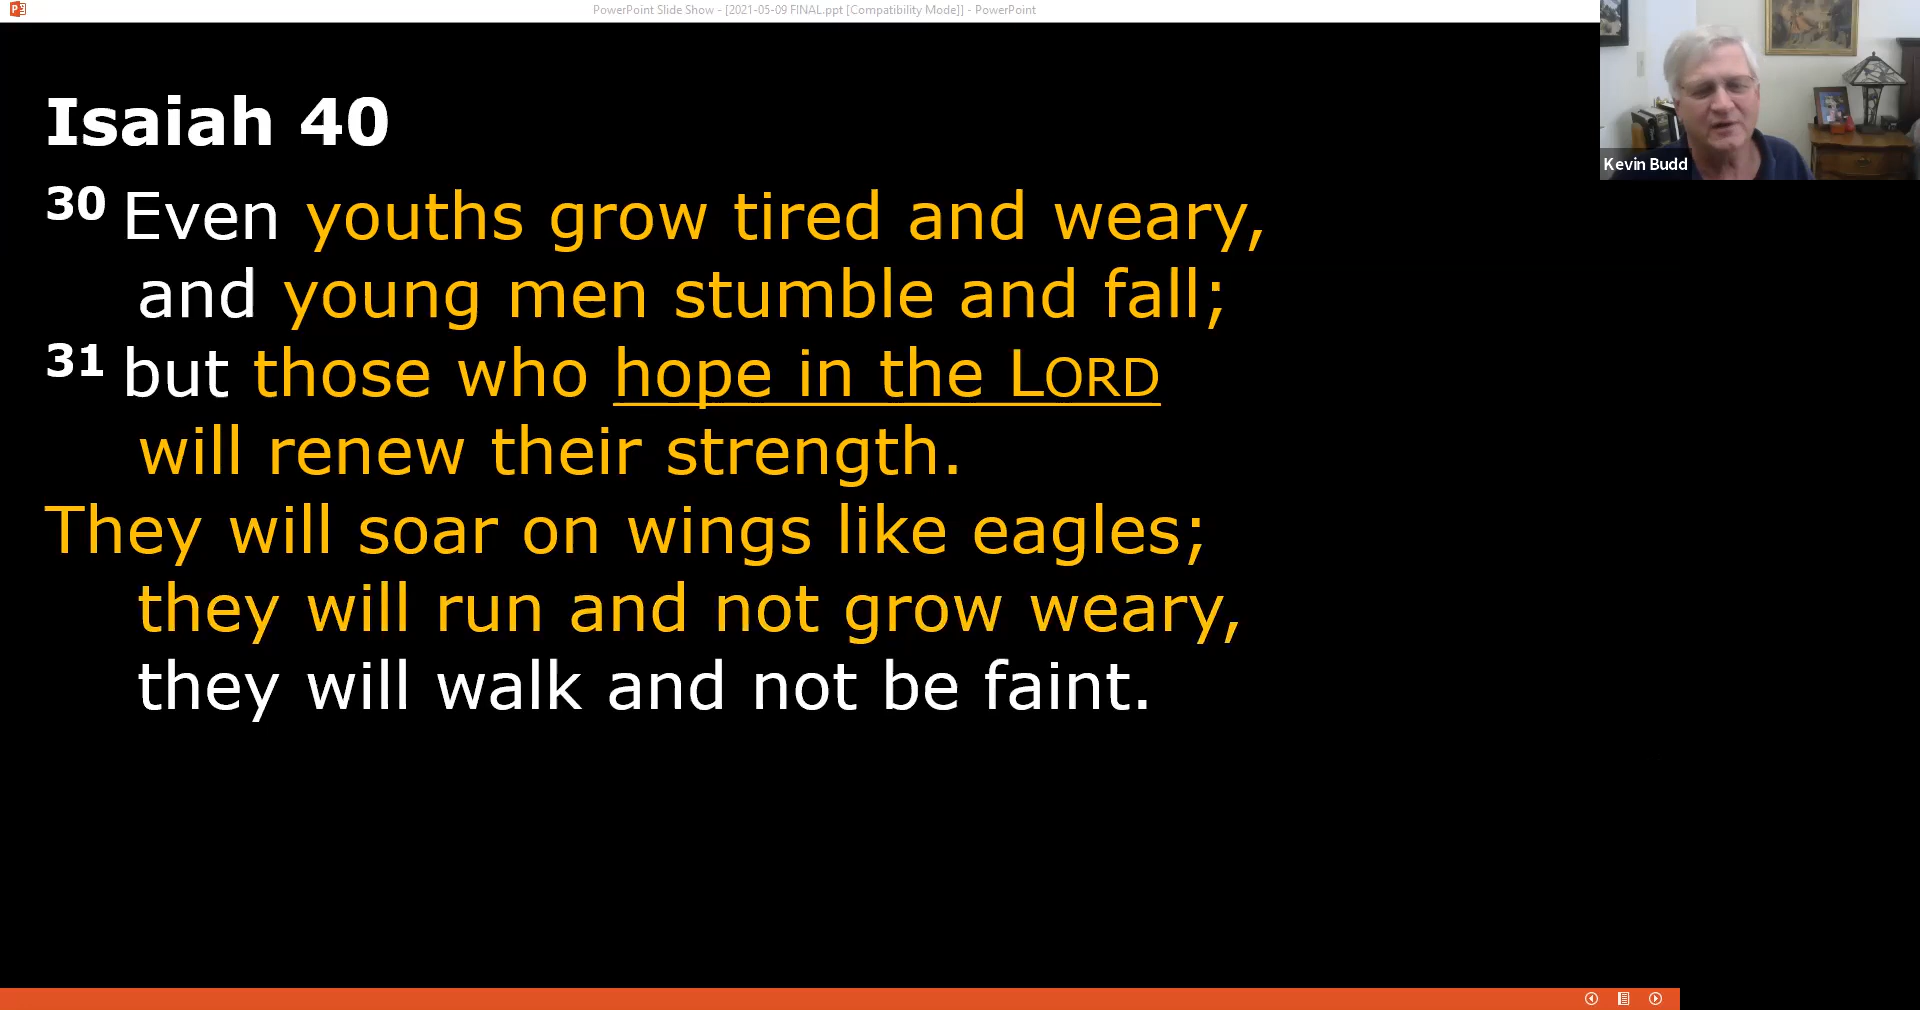 PowerPoint Slide Show - [2021-05-09 FINAL.ppt [Compatibility Mode]] - PowerPoint
Kevin Budd
Isaiah 40
30 Even youths grow tired and weary,
and young men stumble and fall;
31 but those who hope in the LORD
will renew their strength.
They will soar on wings like eagles;
they will run and not grow weary,
they will walk and not be faint.